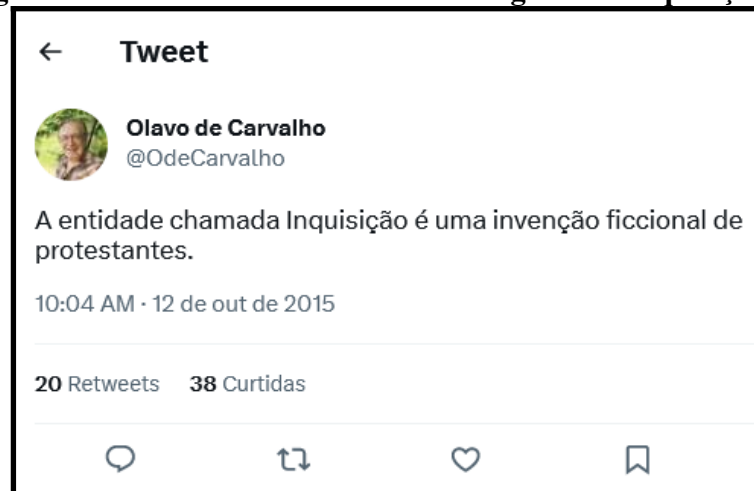 Tweet
Olavo de Carvalho
@OdeCarvalho
A entidade chamada Inquisição é uma invenção ficcional de
protestantes.
10:04 AM · 12 de out de 2015
20 Retweets 38 Curtidas